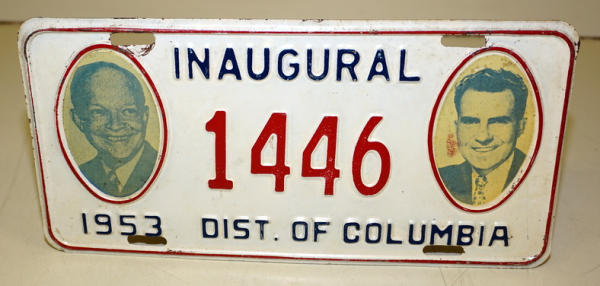 INAUGURAL
1446
1953 DIST. OF COLUMBIA